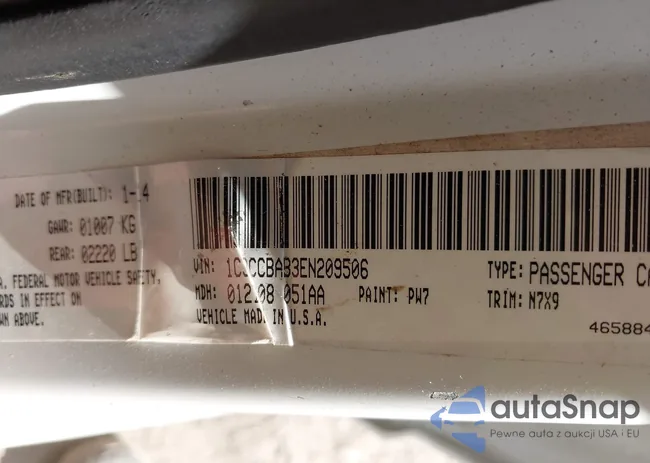 DATE OF MFR(BUILT): 1-14
GAWR: 01007 KG
REAR: 02220 LB
A. FEDERAL MOTOR VEHICLE SAFETY
RDS IN EFFECT ON
WN ABOVE.
VIN: 1C3CCBAB3EN209506
MDH: 012108 051AA
PAINT: PW7
VEHICLE MADE IN U.S.A.
TYPE: PASSENGER CA
TRIM: N7X9
465884
autaSnap
Pewne auta z aukcji USA i EU